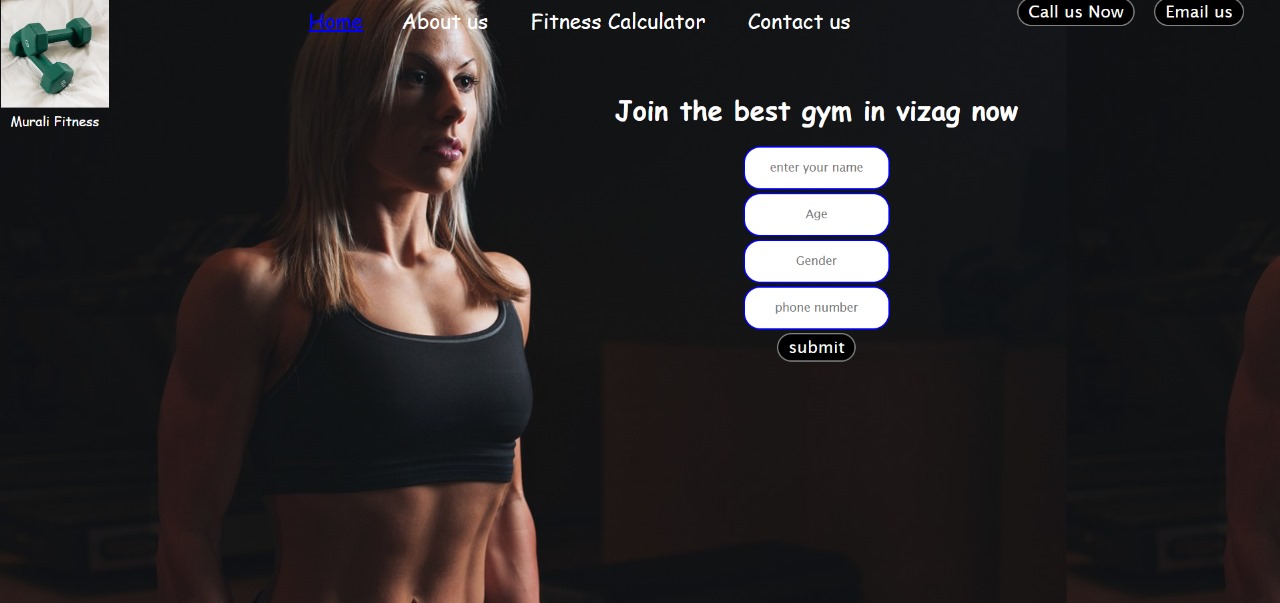 Home About us Fitness Calculator Contact us Call us Now Email us
Murali Fitness
Join the best gym in vizag now
enter your name
Age
Gender
phone number
submit